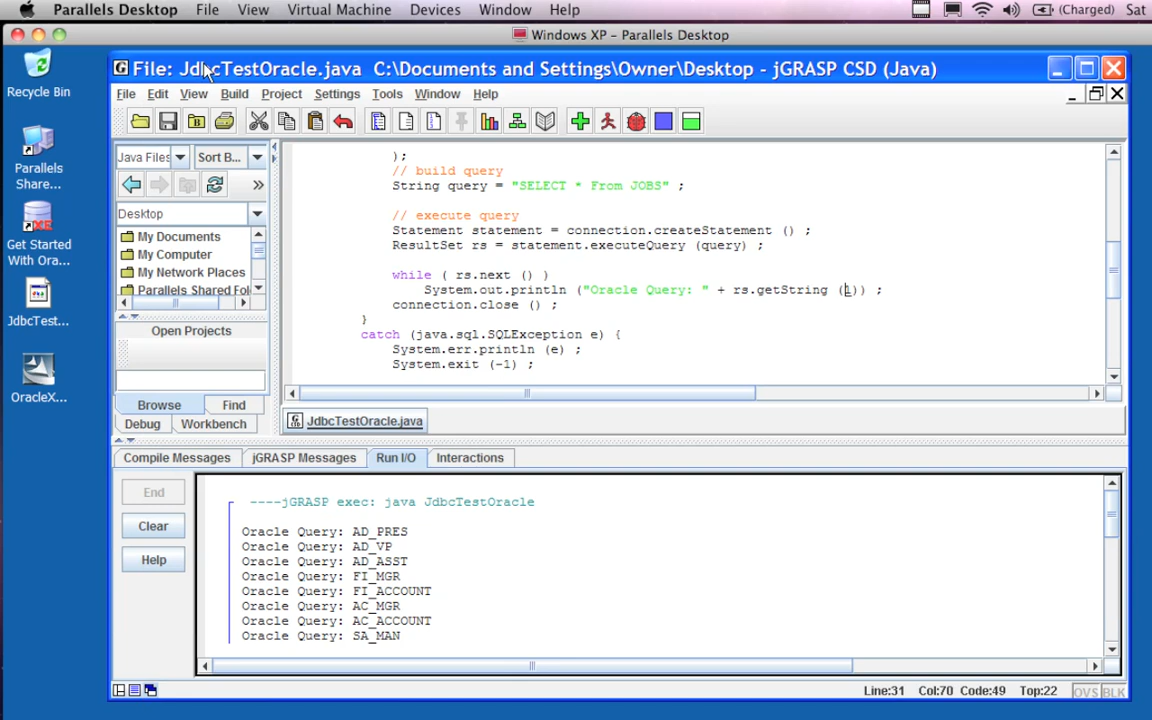 Parallels Desktop File View Virtual Machine Devices Window Help (Charged) Sat
Windows XP – Parallels Desktop
File: JdbcTestOracle.java C:\Documents and Settings\Owner\Desktop - jGRASP CSD (Java)
File Edit View Build Project Settings Tools Window Help
Java Files Sort B...
Desktop
My Documents
My Computer
My Network Places
Parallels Shared Fol
Open Projects
Browse Find
Debug Workbench
Recycle Bin
Parallels
Share...
Get Started
With Ora...
JdbcTest...
OracleX...
);
// build query
String query = "SELECT * From JOBS" ;
// execute query
Statement statement = connection.createStatement () ;
ResultSet rs = statement.executeQuery (query) ;
while ( rs.next () )
System.out.println ("Oracle Query: " + rs.getString (1)) ;
connection.close () ;
}
catch (java.sql.SQLException e) {
System.err.println (e) ;
System.exit (-1) ;
JdbcTestOracle.java
Compile Messages jGRASP Messages Run I/O Interactions
End
Clear
Help
----jGRASP exec: java JdbcTestOracle
Oracle Query: AD_PRES
Oracle Query: AD_VP
Oracle Query: AD_ASST
Oracle Query: FI_MGR
Oracle Query: FI_ACCOUNT
Oracle Query: AC_MGR
Oracle Query: AC_ACCOUNT
Oracle Query: SA_MAN
Line:31 Col:70 Code:49 Top:22 OVS BLK